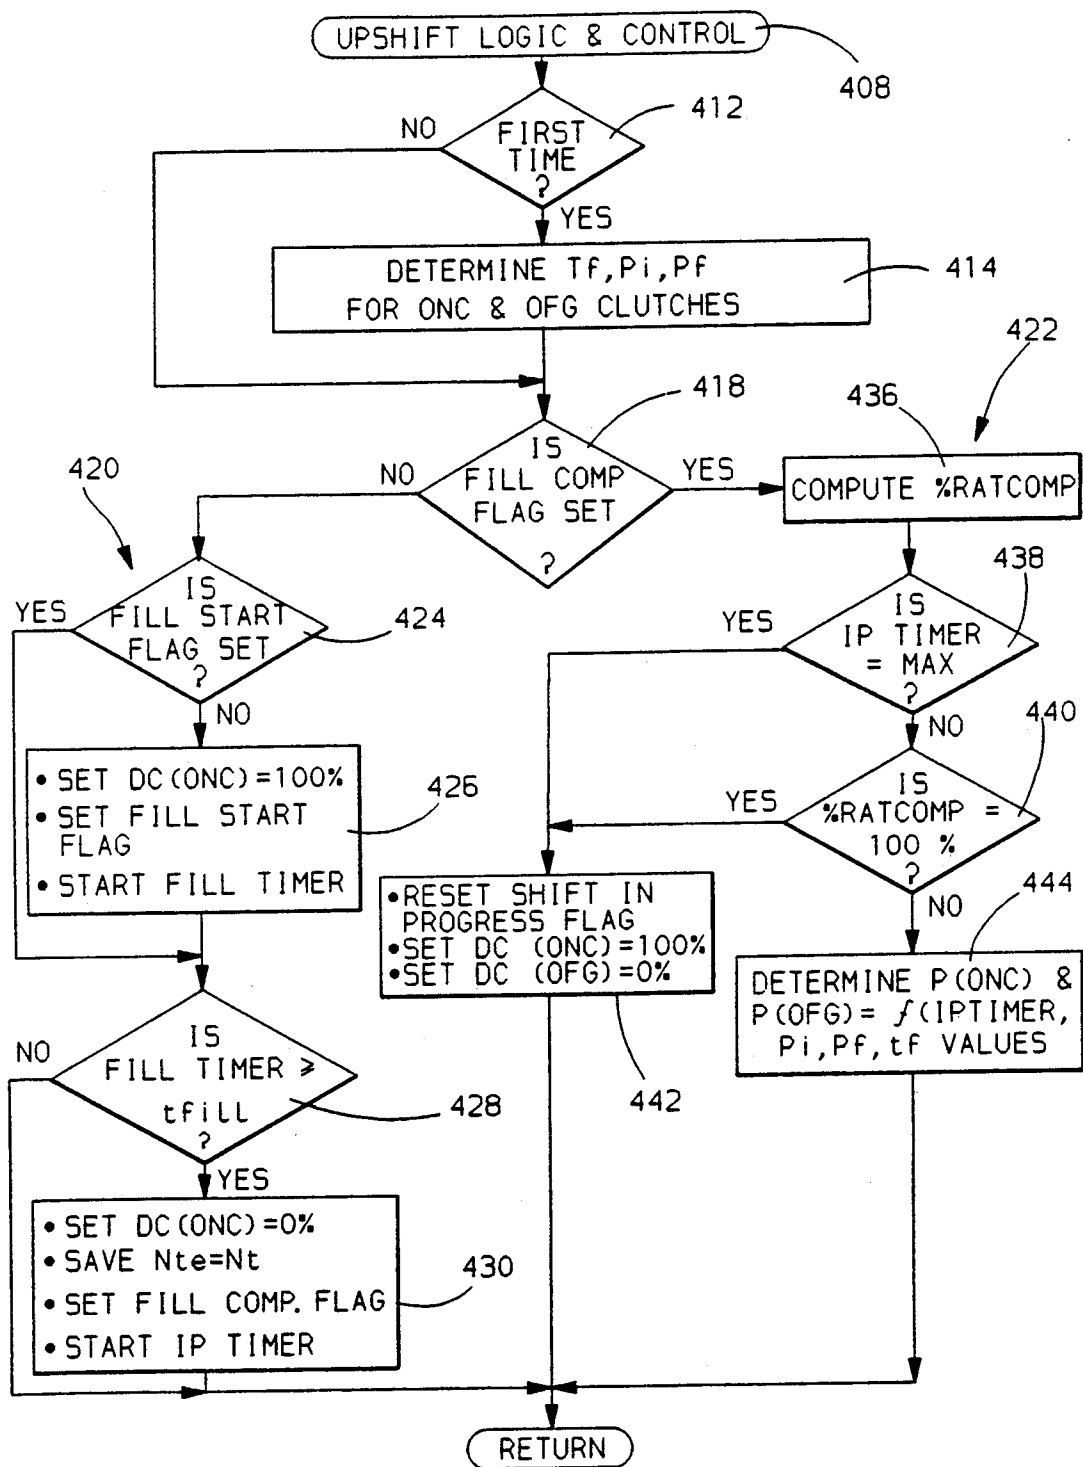 UPSHIFT LOGIC & CONTROL
408
412
NO
FIRST
TIME
?
YES
DETERMINE Tf,Pi,Pf
FOR ONC & OFG CLUTCHES
414
422
418
436
IS
FILL COMP
FLAG SET
?
NO
YES
COMPUTE %RATCOMP
420
438
IS
FILL START
FLAG SET
?
YES
424
NO
IS
IP TIMER
= MAX
?
YES
NO
440
• SET DC(ONC)=100%
• SET FILL START
FLAG
• START FILL TIMER
426
IS
%RATCOMP =
100 %
?
YES
NO
444
• RESET SHIFT IN
PROGRESS FLAG
• SET DC (ONC)=100%
• SET DC (OFG)=0%
442
DETERMINE P(ONC) &
P(OFG)= f(IPTIMER,
Pi,Pf,tf VALUES
IS
FILL TIMER ≥
tfill
?
NO
428
YES
• SET DC(ONC)=0%
• SAVE Nte=Nt
• SET FILL COMP. FLAG
• START IP TIMER
430
RETURN